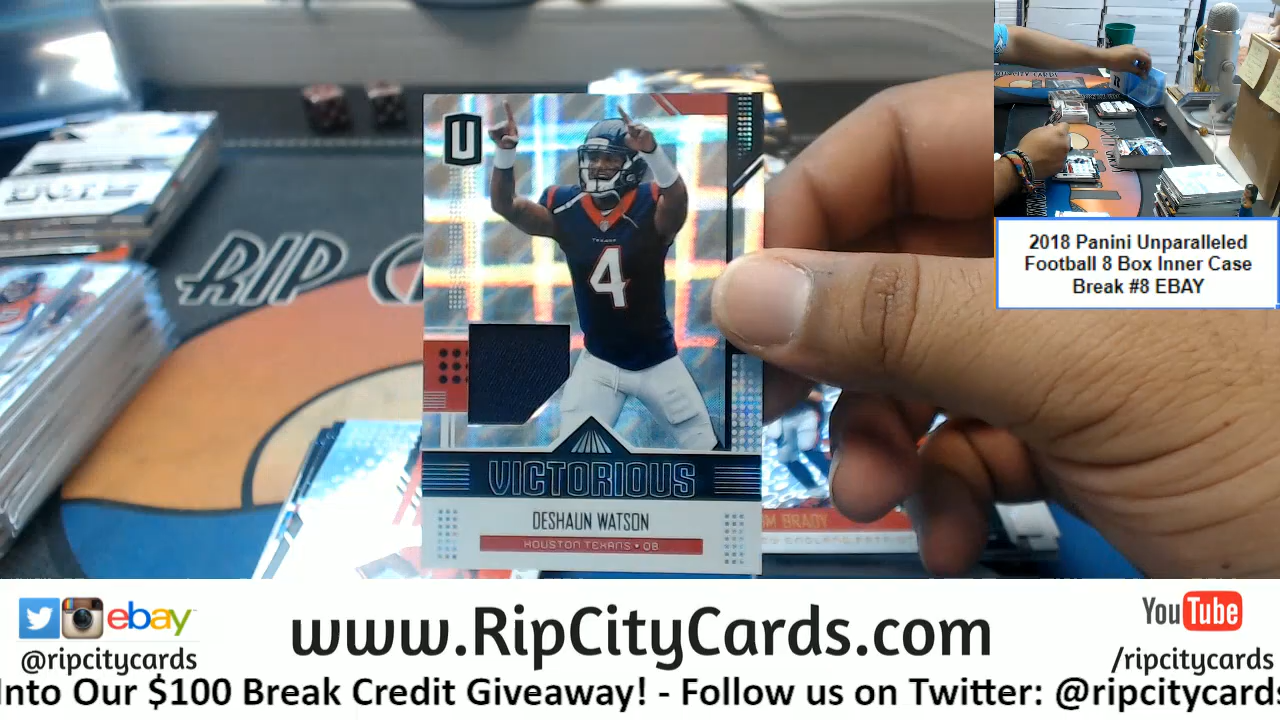 U
RIP C
TEXANS
4
VICTORIOUS
DESHAUN WATSON
HOUSTON TEXANS • QB
M BRADY
2018 Panini Unparalleled
Football 8 Box Inner Case
Break #8 EBAY
ebay
@ripcitycards
www.RipCityCards.com
YouTube
/ripcitycards
Into Our $100 Break Credit Giveaway! - Follow us on Twitter: @ripcitycards